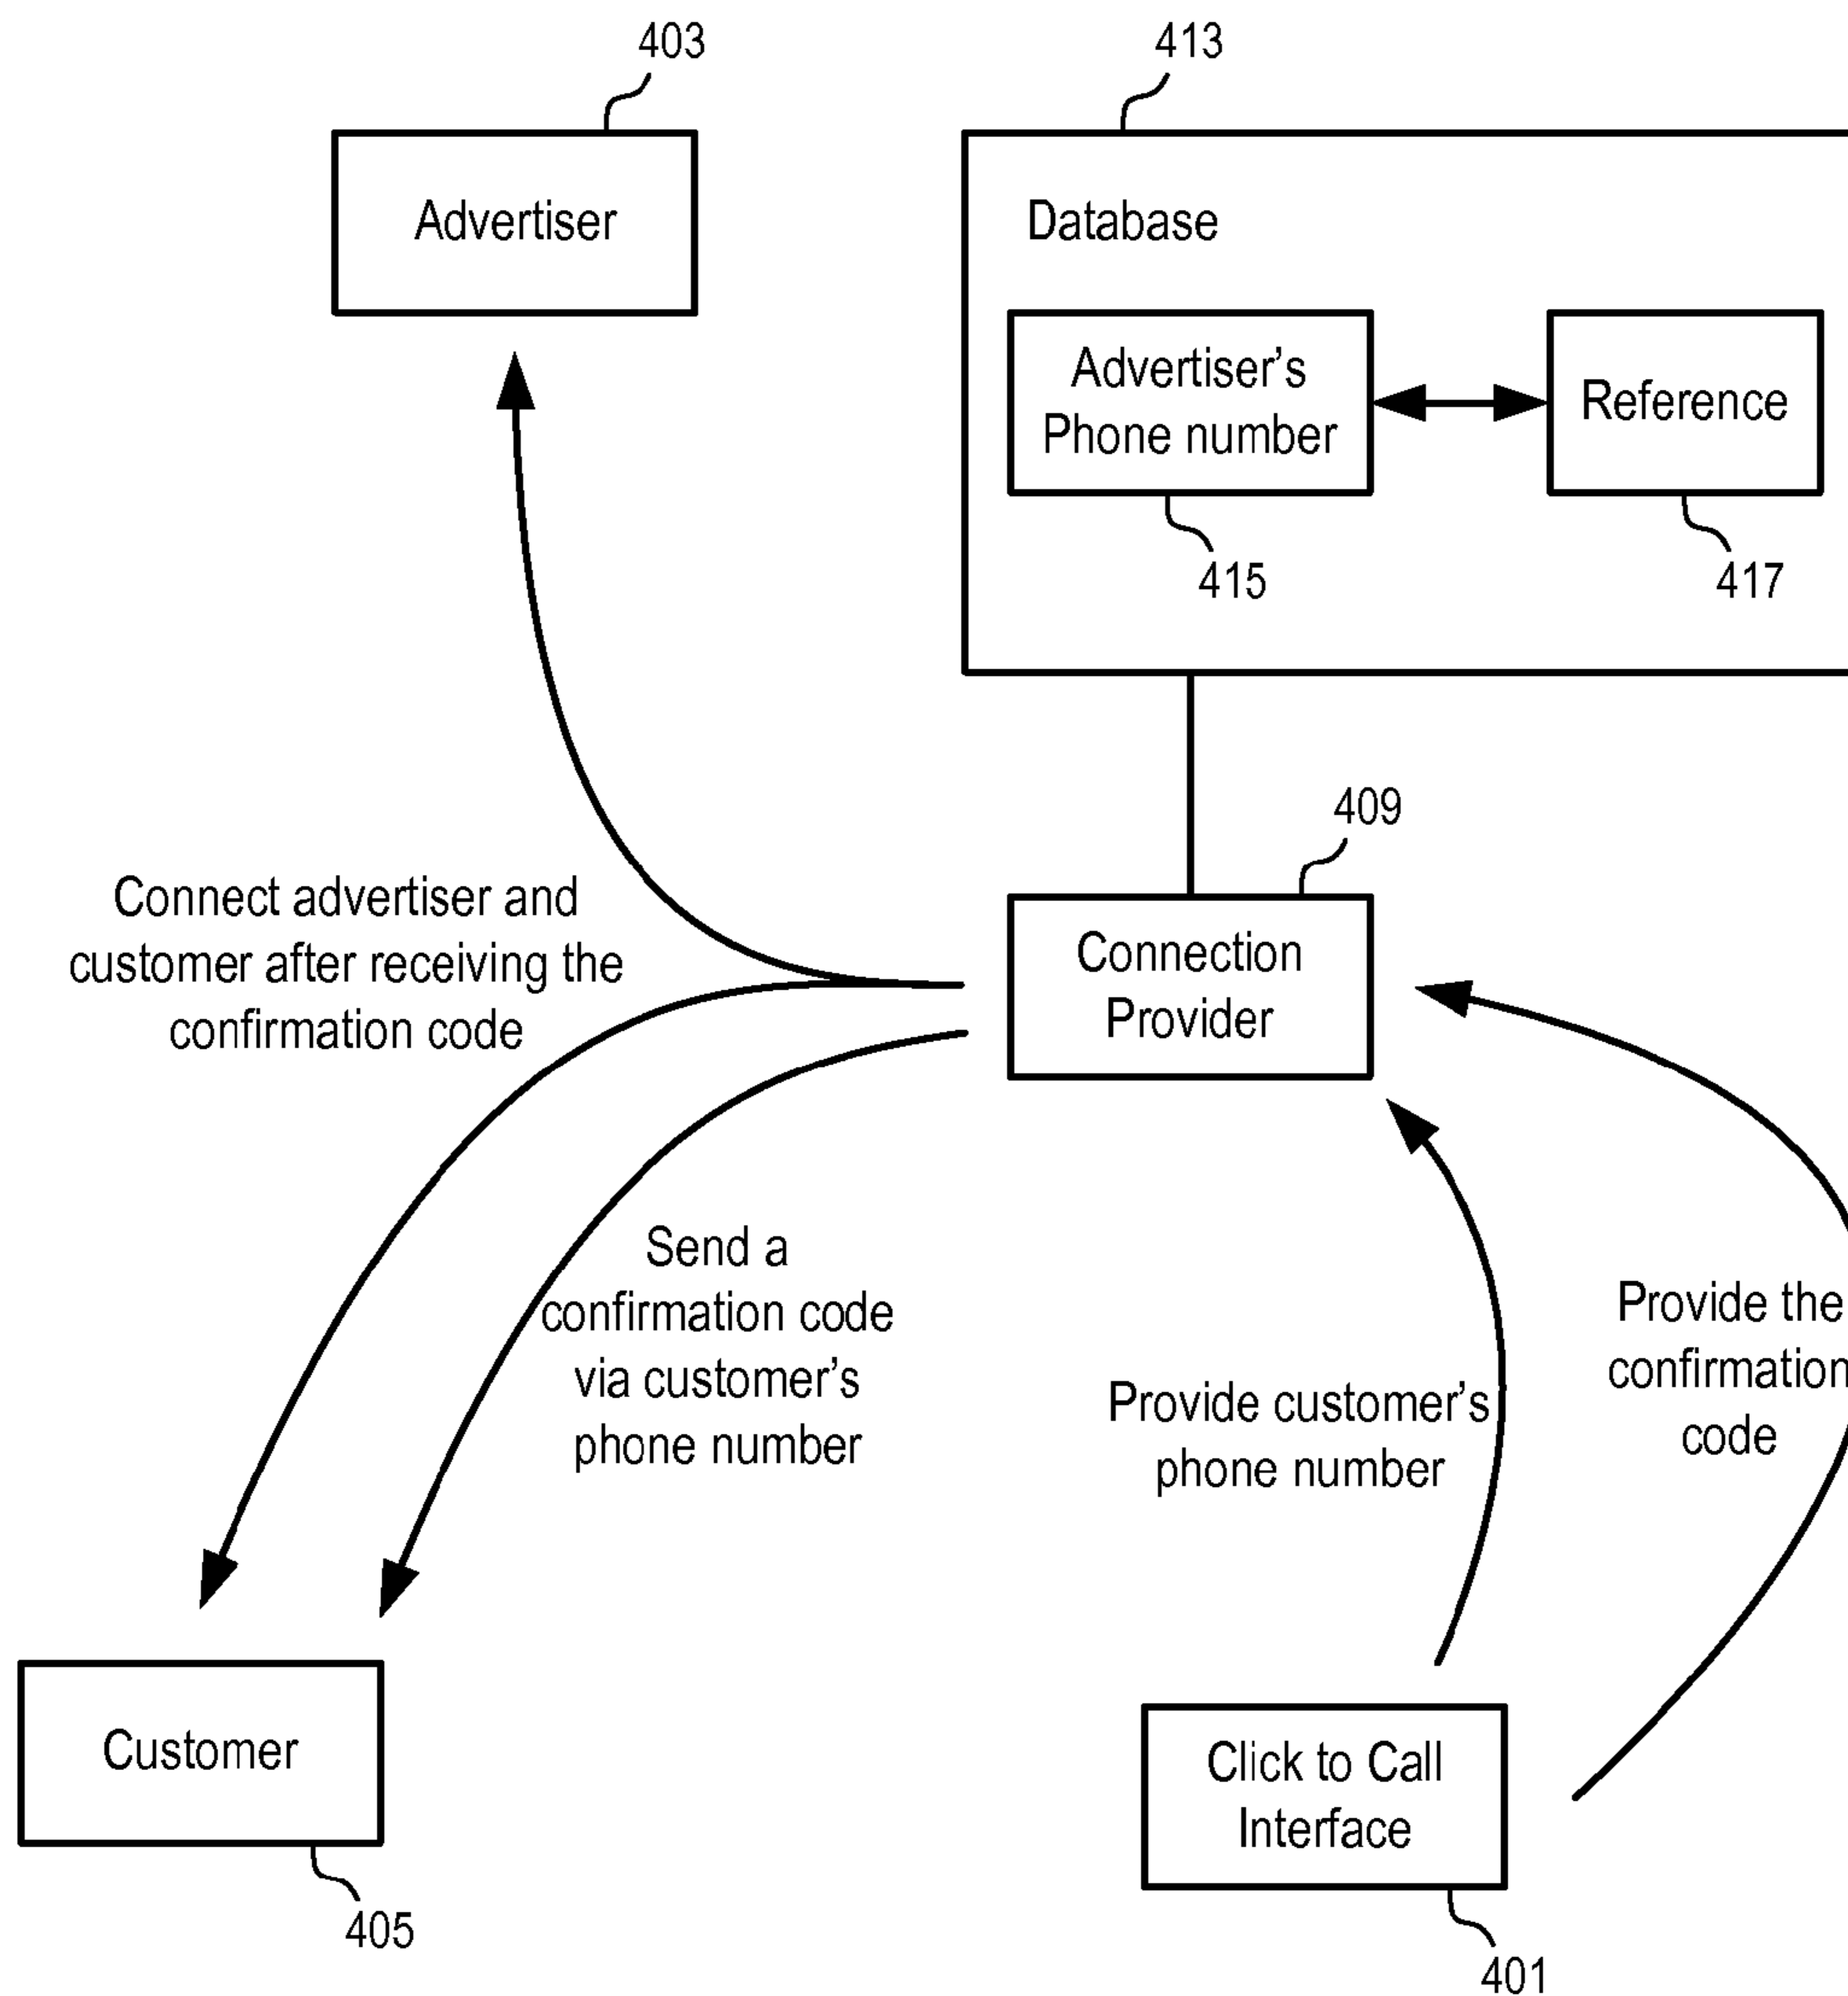 403
413
Advertiser
Database
Advertiser's
Phone number
Reference
415
417
409
Connection
Provider
Connect advertiser and
customer after receiving the
confirmation code
Send a
confirmation code
via customer's
phone number
Provide customer's
phone number
Provide the
confirmation
code
Customer
405
Click to Call
Interface
401